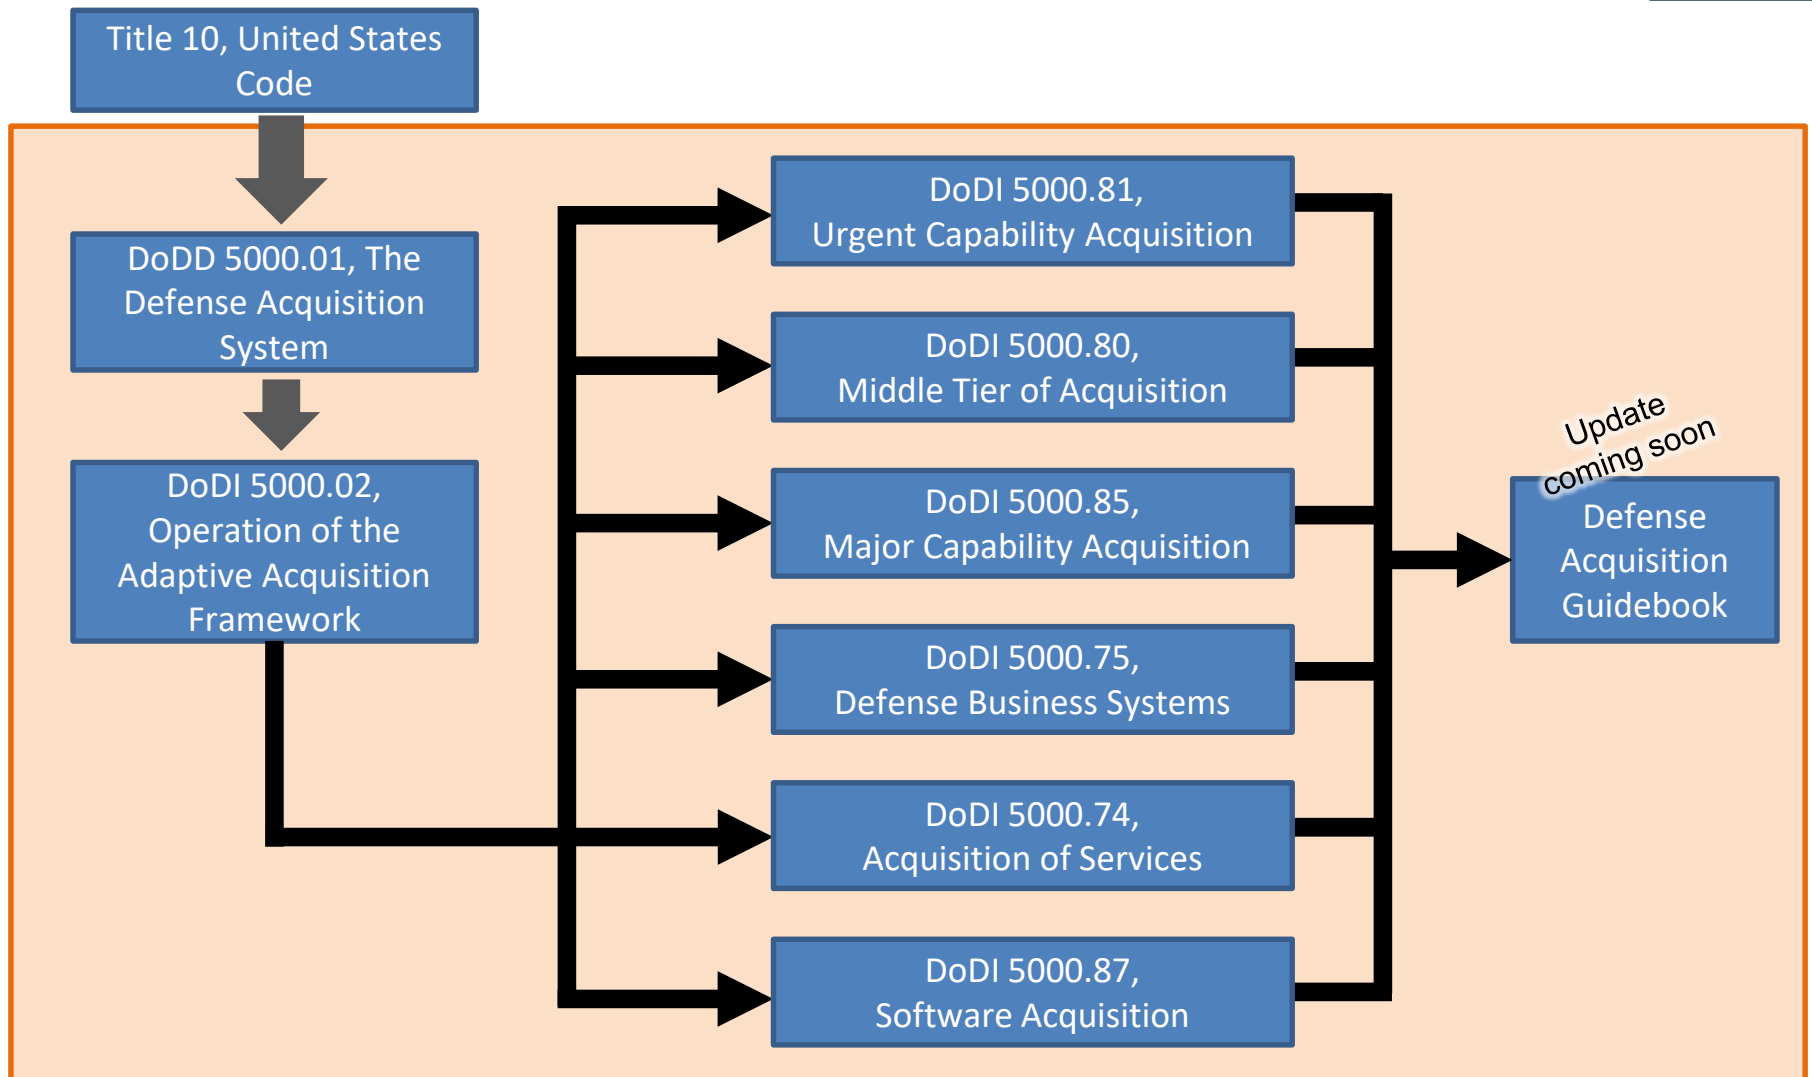 Title 10, United States
Code
DoDD 5000.01, The
Defense Acquisition
System
DoDI 5000.02,
Operation of the
Adaptive Acquisition
Framework
DoDI 5000.81,
Urgent Capability Acquisition
DoDI 5000.80,
Middle Tier of Acquisition
DoDI 5000.85,
Major Capability Acquisition
DoDI 5000.75,
Defense Business Systems
DoDI 5000.74,
Acquisition of Services
DoDI 5000.87,
Software Acquisition
Update
coming soon
Defense
Acquisition
Guidebook